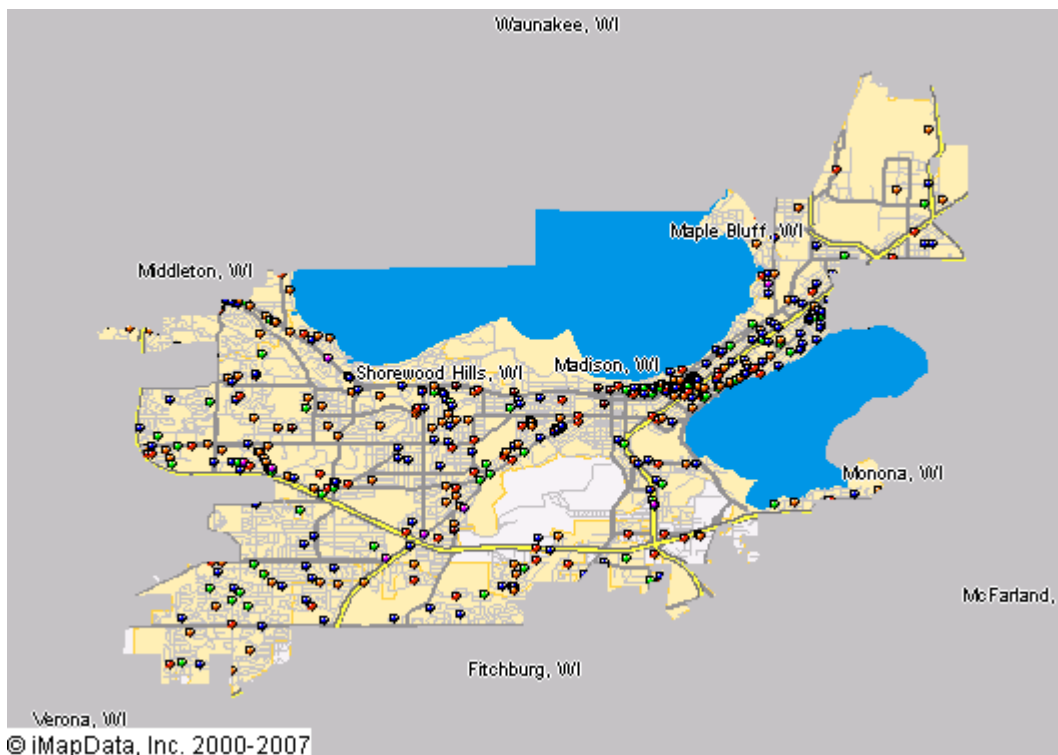 Waunakee, WI
Maple Bluff, WI
Middleton, WI
Shorewood Hills, WI
Madison, WI
Monona, WI
McFarland,
Fitchburg, WI
Verona, WI
© iMapData, Inc. 2000-2007